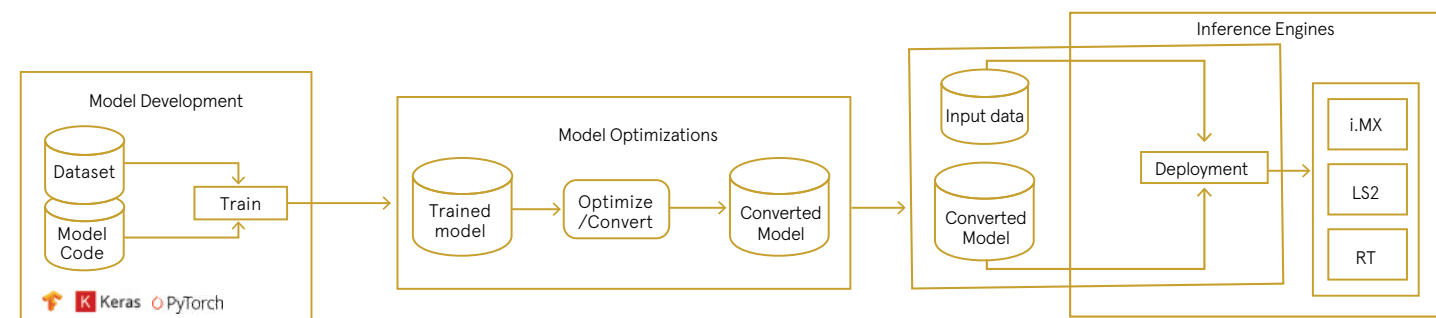 Model Development
Dataset
Model
Code
Train
K Keras
PyTorch
Model Optimizations
Trained
model
Optimize
/Convert
Converted
Model
Input data
Converted
Model
Inference Engines
Deployment
i.MX
LS2
RT